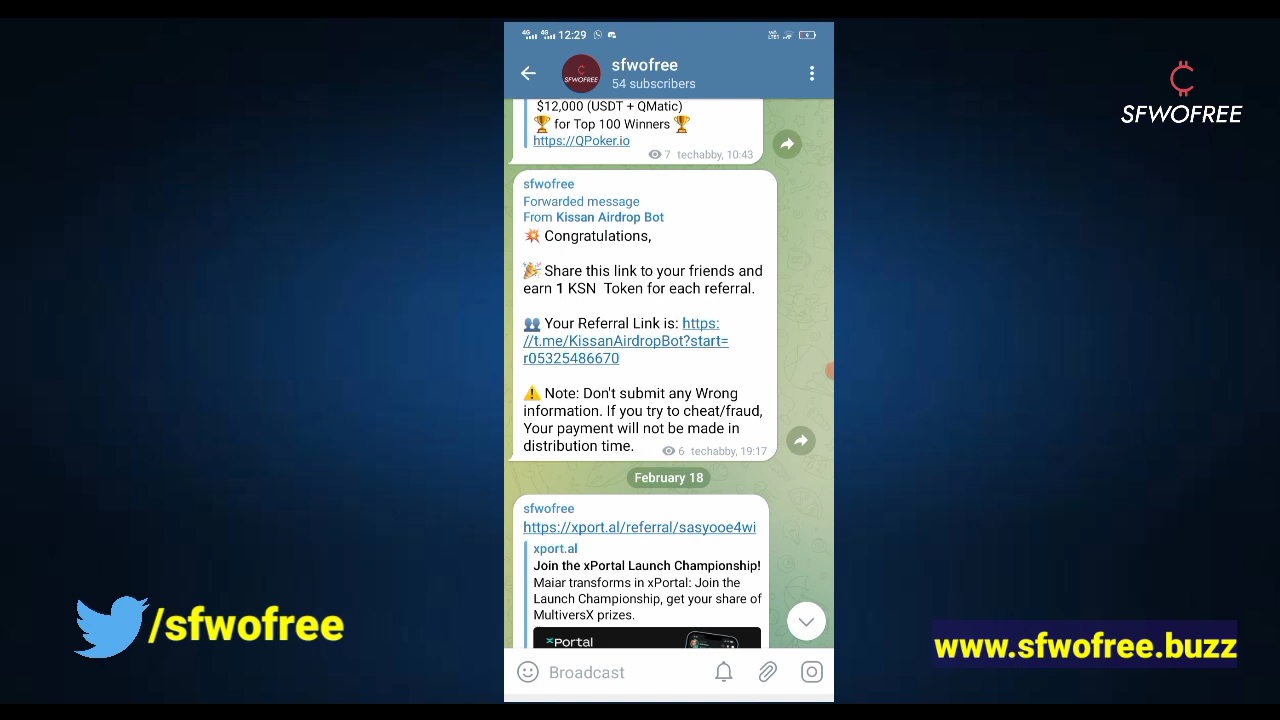 4G 4G 12:29
sfwofree
54 subscribers
SFWOFREE
SFWOFREE
$12,000 (USDT + QMatic)
🏆 for Top 100 Winners 🏆
https://QPoker.io
7 techabby, 10:43
sfwofree
Forwarded message
From Kissan Airdrop Bot
💥 Congratulations,
🎉 Share this link to your friends and
earn 1 KSN Token for each referral.
👥 Your Referral Link is: https:
//t.me/KissanAirdropBot?start=
r05325486670
⚠️ Note: Don't submit any Wrong
information. If you try to cheat/fraud,
Your payment will not be made in
distribution time.
6 techabby, 19:17
February 18
sfwofree
https://xport.al/referral/sasyooe4wi
xport.al
Join the xPortal Launch Championship!
Maiar transforms in xPortal: Join the
Launch Championship, get your share of
MultiversX prizes.
xPortal
Broadcast
/sfwofree
www.sfwofree.buzz